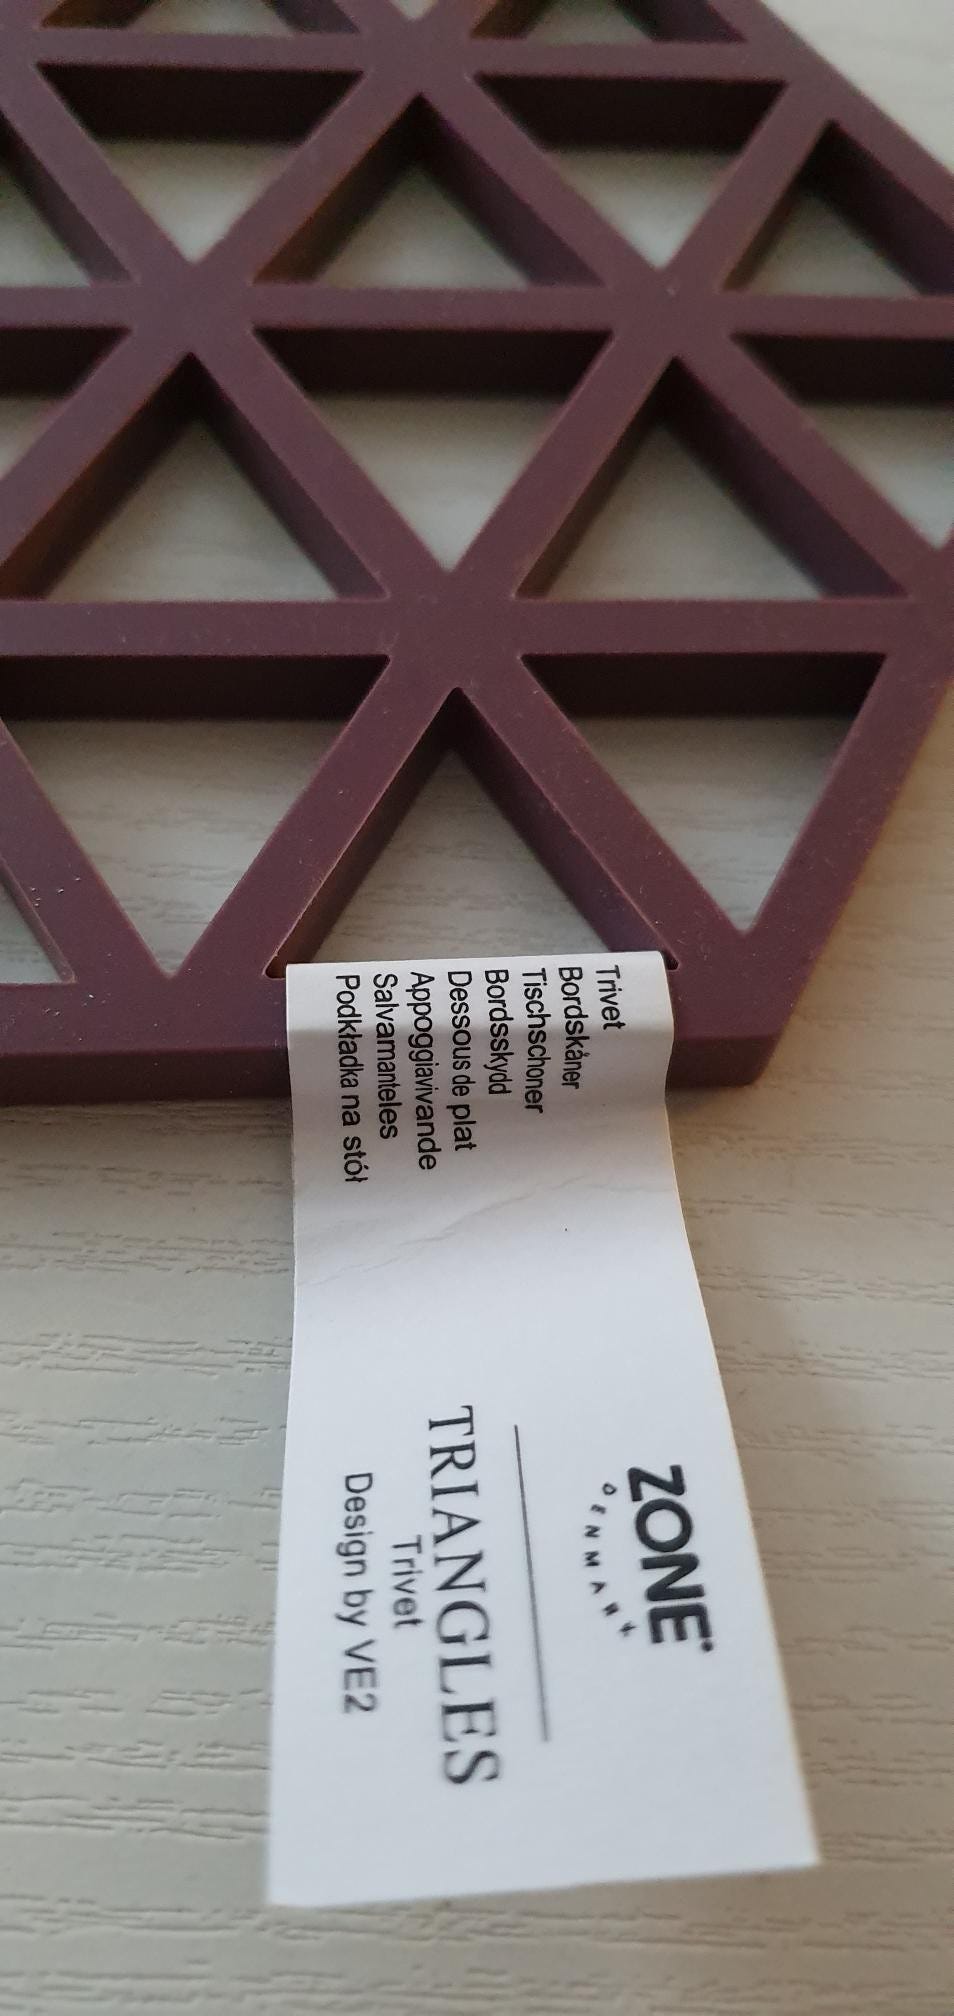 Trivet
Bordskåner
Tischschoner
Bordsskydd
Dessous de plat
Appoggiavivande
Salvamanteles
Podkładka na stół
ZONE®
DENMARK
TRIANGLES
Trivet
Design by VE2